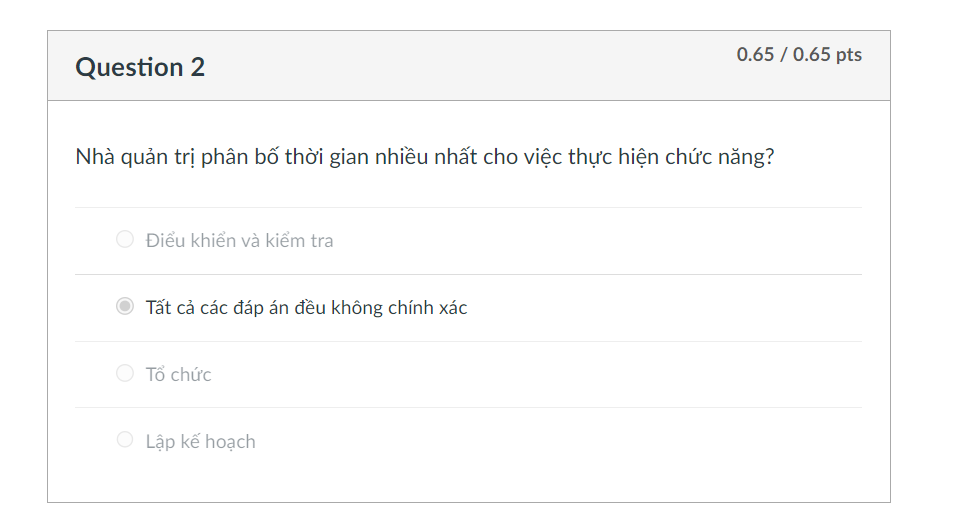 Question 2
0.65 / 0.65 pts
Nhà quản trị phân bố thời gian nhiều nhất cho việc thực hiện chức năng?
Điểu khiển và kiểm tra
Tất cả các đáp án đều không chính xác
Tổ chức
Lập kế hoạch